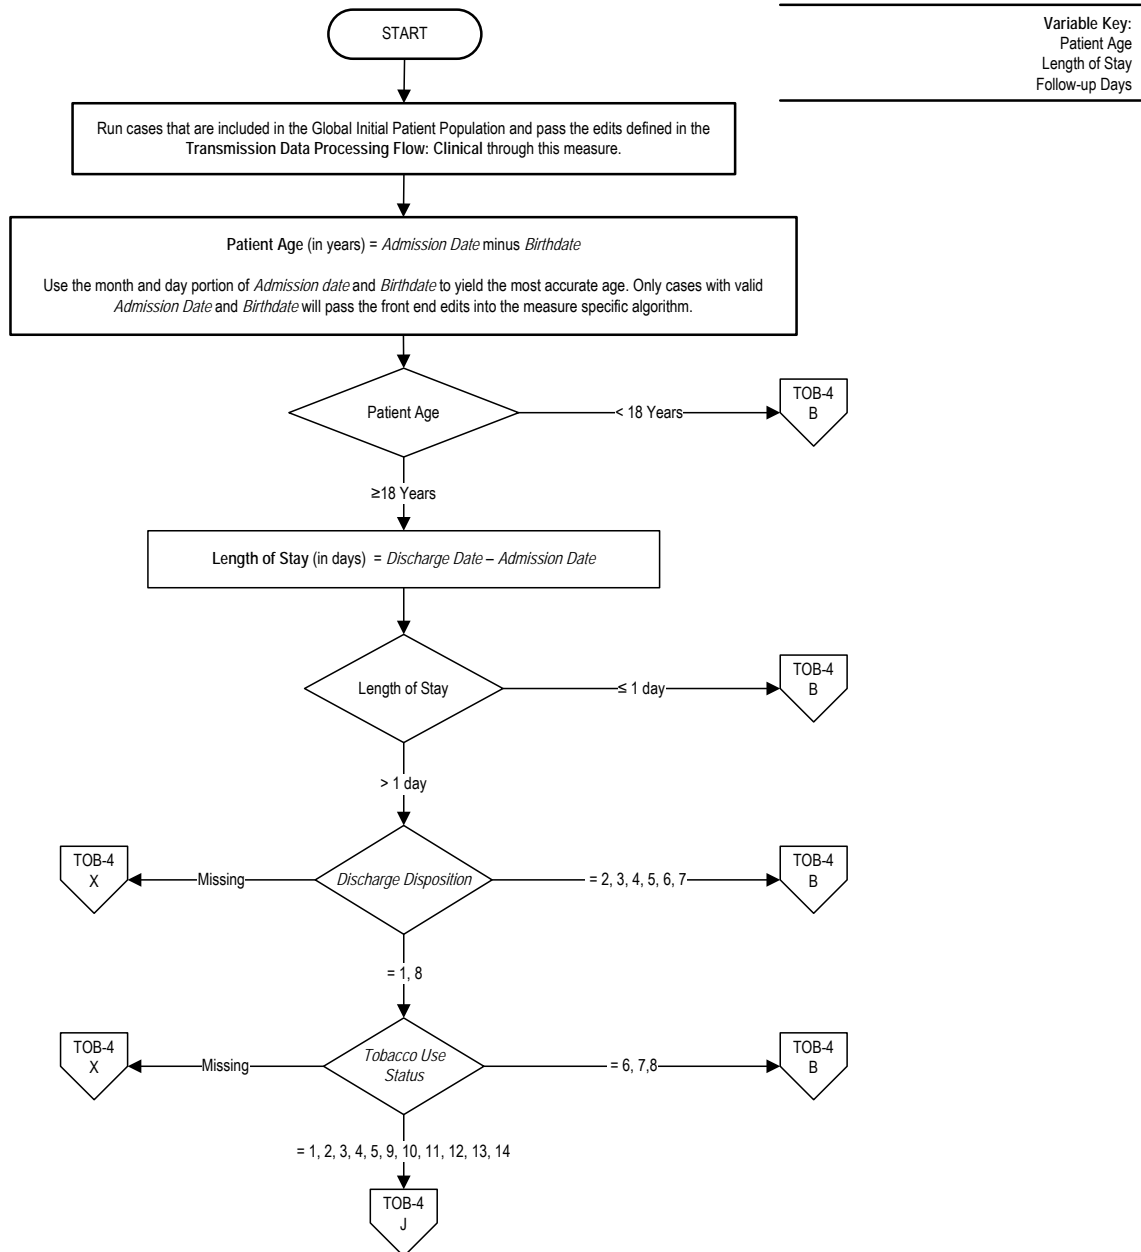 START
Variable Key:
Patient Age
Length of Stay
Follow-up Days
Run cases that are included in the Global Initial Patient Population and pass the edits defined in the
Transmission Data Processing Flow: Clinical through this measure.
Patient Age (in years) = Admission Date minus Birthdate
Use the month and day portion of Admission date and Birthdate to yield the most accurate age. Only cases with valid
Admission Date and Birthdate will pass the front end edits into the measure specific algorithm.
Patient Age
< 18 Years
TOB-4
B
≥18 Years
Length of Stay (in days) = Discharge Date – Admission Date
Length of Stay
≤ 1 day
TOB-4
B
> 1 day
TOB-4
X
Missing
Discharge Disposition
= 2, 3, 4, 5, 6, 7
TOB-4
B
= 1, 8
TOB-4
X
Missing
Tobacco Use
Status
= 6, 7,8
TOB-4
B
= 1, 2, 3, 4, 5, 9, 10, 11, 12, 13, 14
TOB-4
J